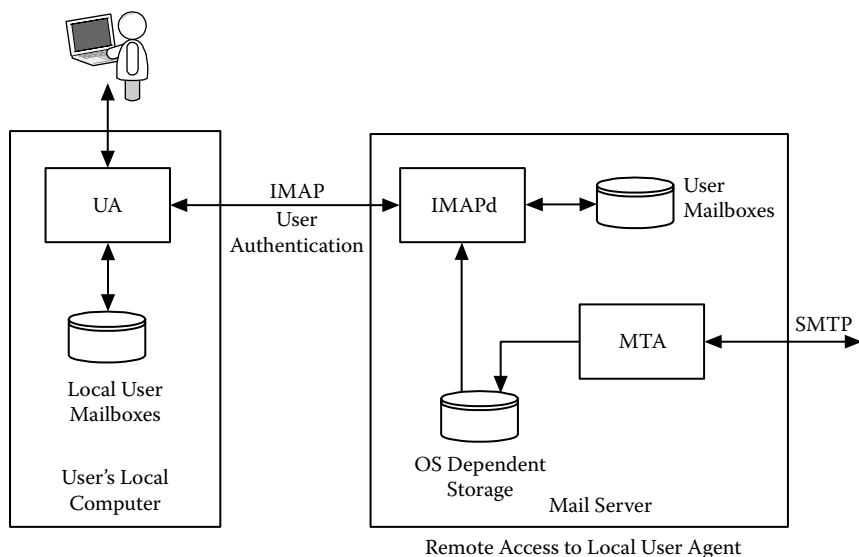 UA
IMAP
User
Authentication
IMAPd
User
Mailboxes
MTA
SMTP
Local User
Mailboxes
OS Dependent
Storage
User's Local
Computer
Mail Server
Remote Access to Local User Agent